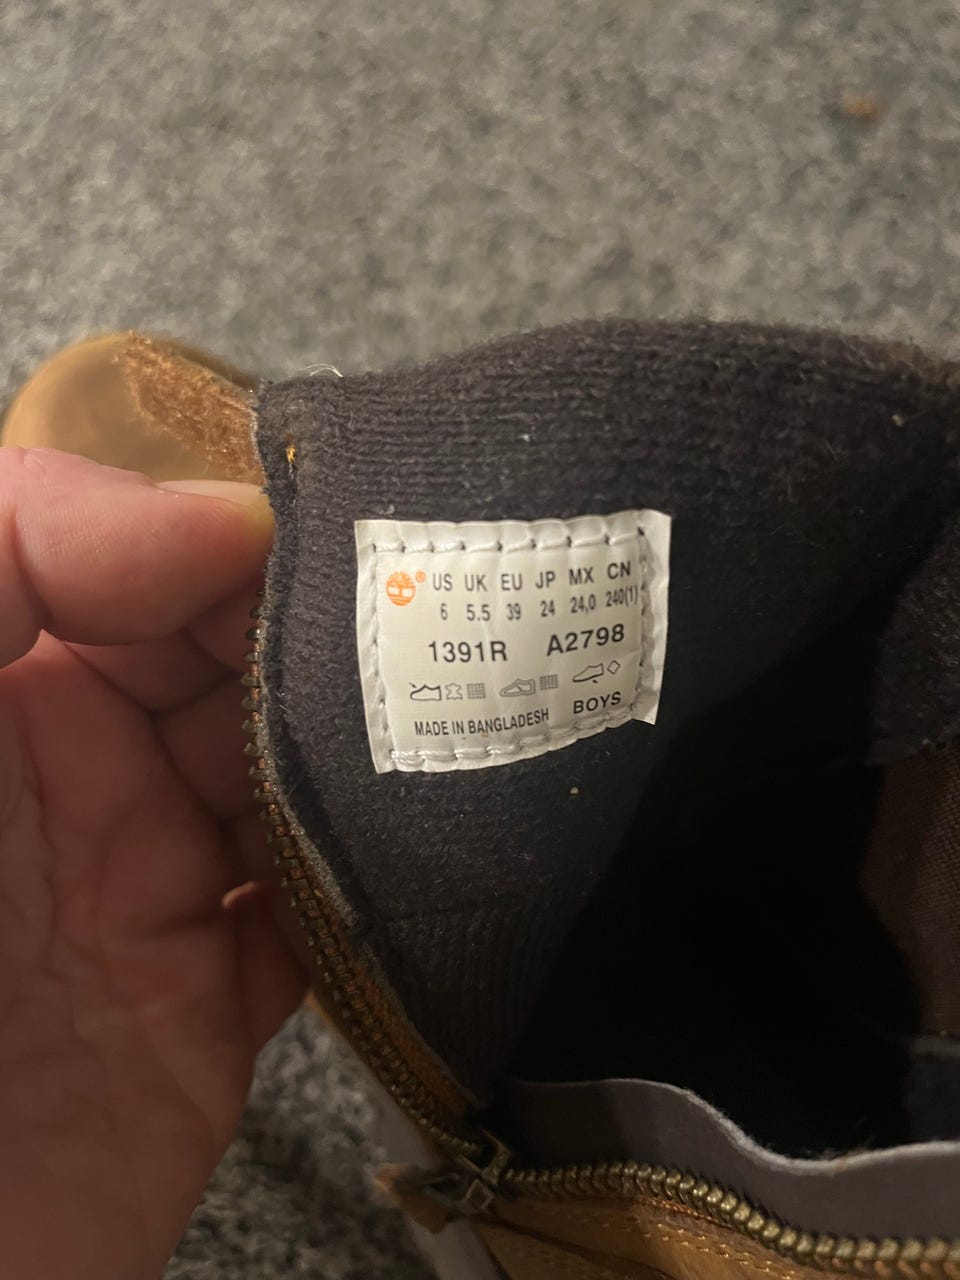 ® US UK EU JP MX CN
6 5.5 39 24 24,0 240(1)
1391R A2798
BOYS
MADE IN BANGLADESH